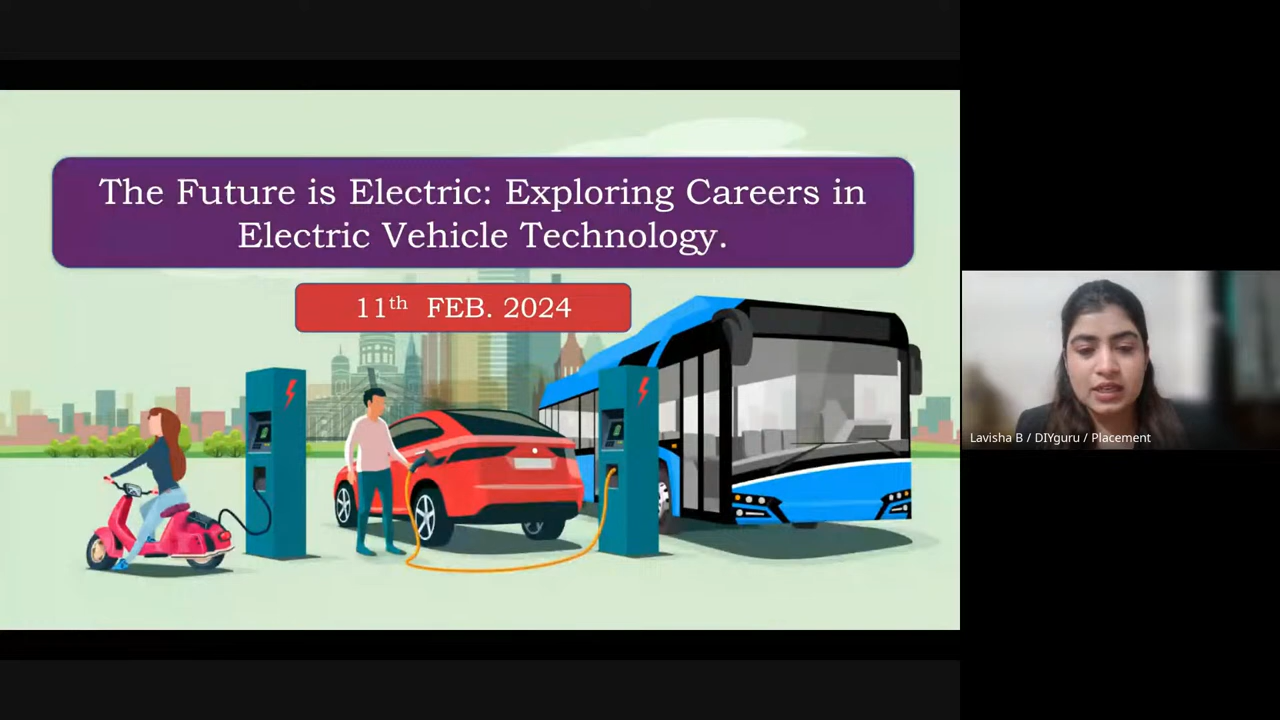 The Future is Electric: Exploring Careers in
Electric Vehicle Technology.
11th FEB. 2024
Lavisha B / DIYguru / Placement